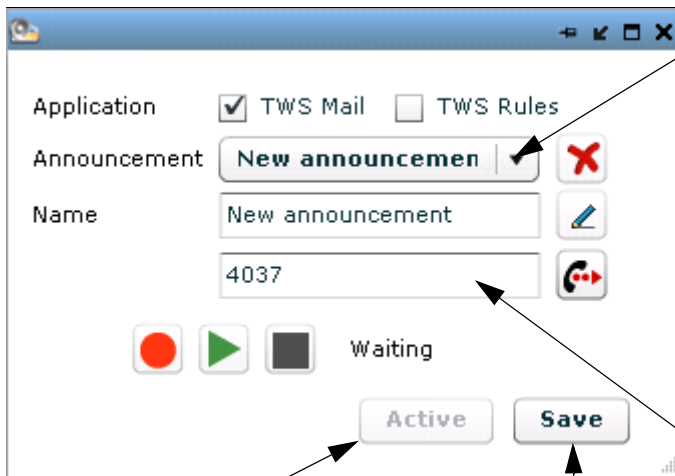 Application TWS Mail TWS Rules
Announcement New announcemen
Name New announcement
4037
Waiting
Active Save